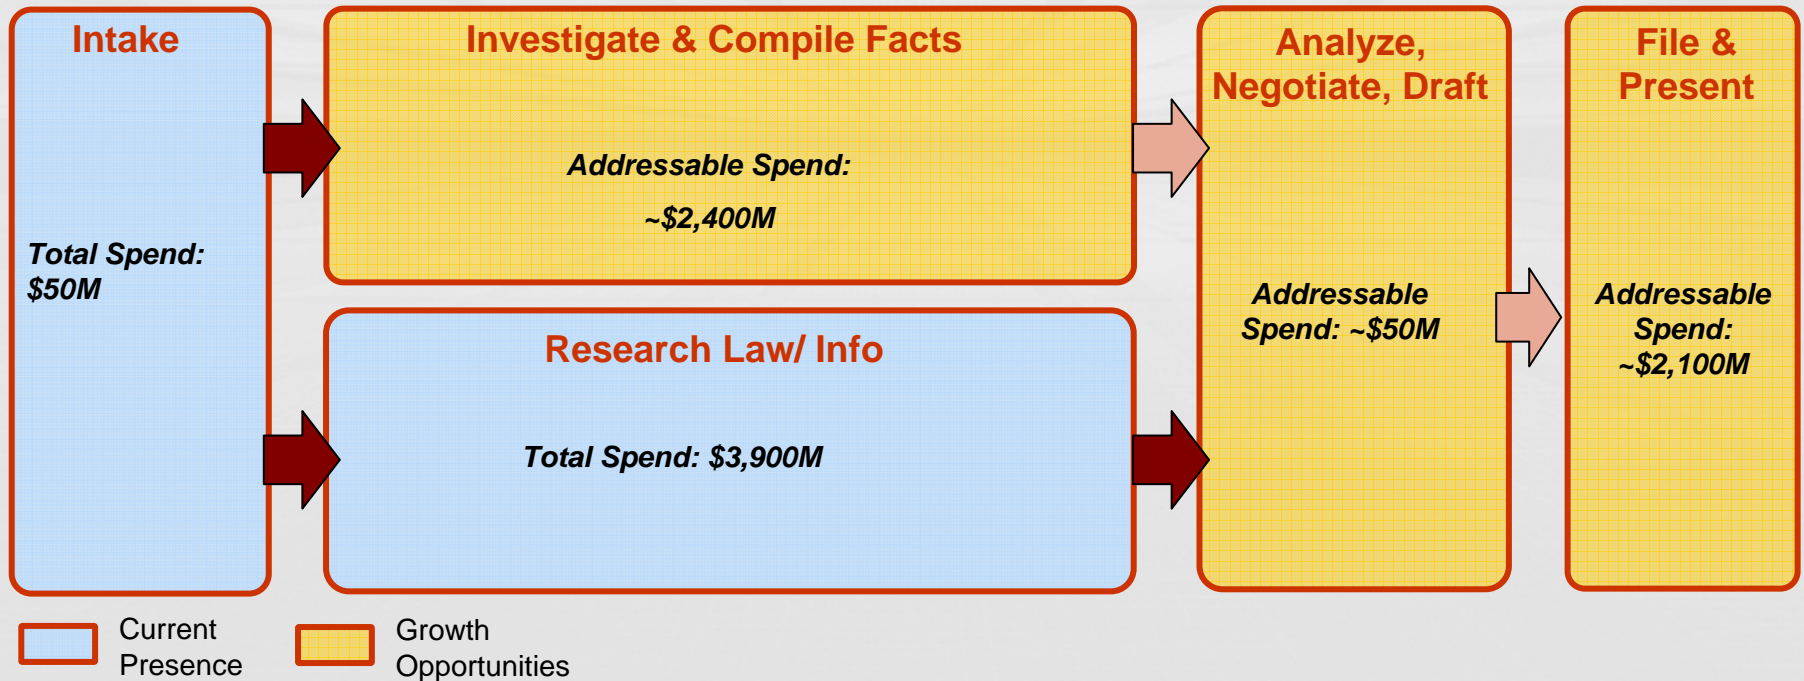 Intake
Total Spend:
$50M
Investigate & Compile Facts
Addressable Spend:
~$2,400M
Research Law/ Info
Total Spend: $3,900M
Analyze,
Negotiate, Draft
Addressable
Spend: ~$50M
File &
Present
Addressable
Spend:
~$2,100M
Current
Presence
Growth
Opportunities